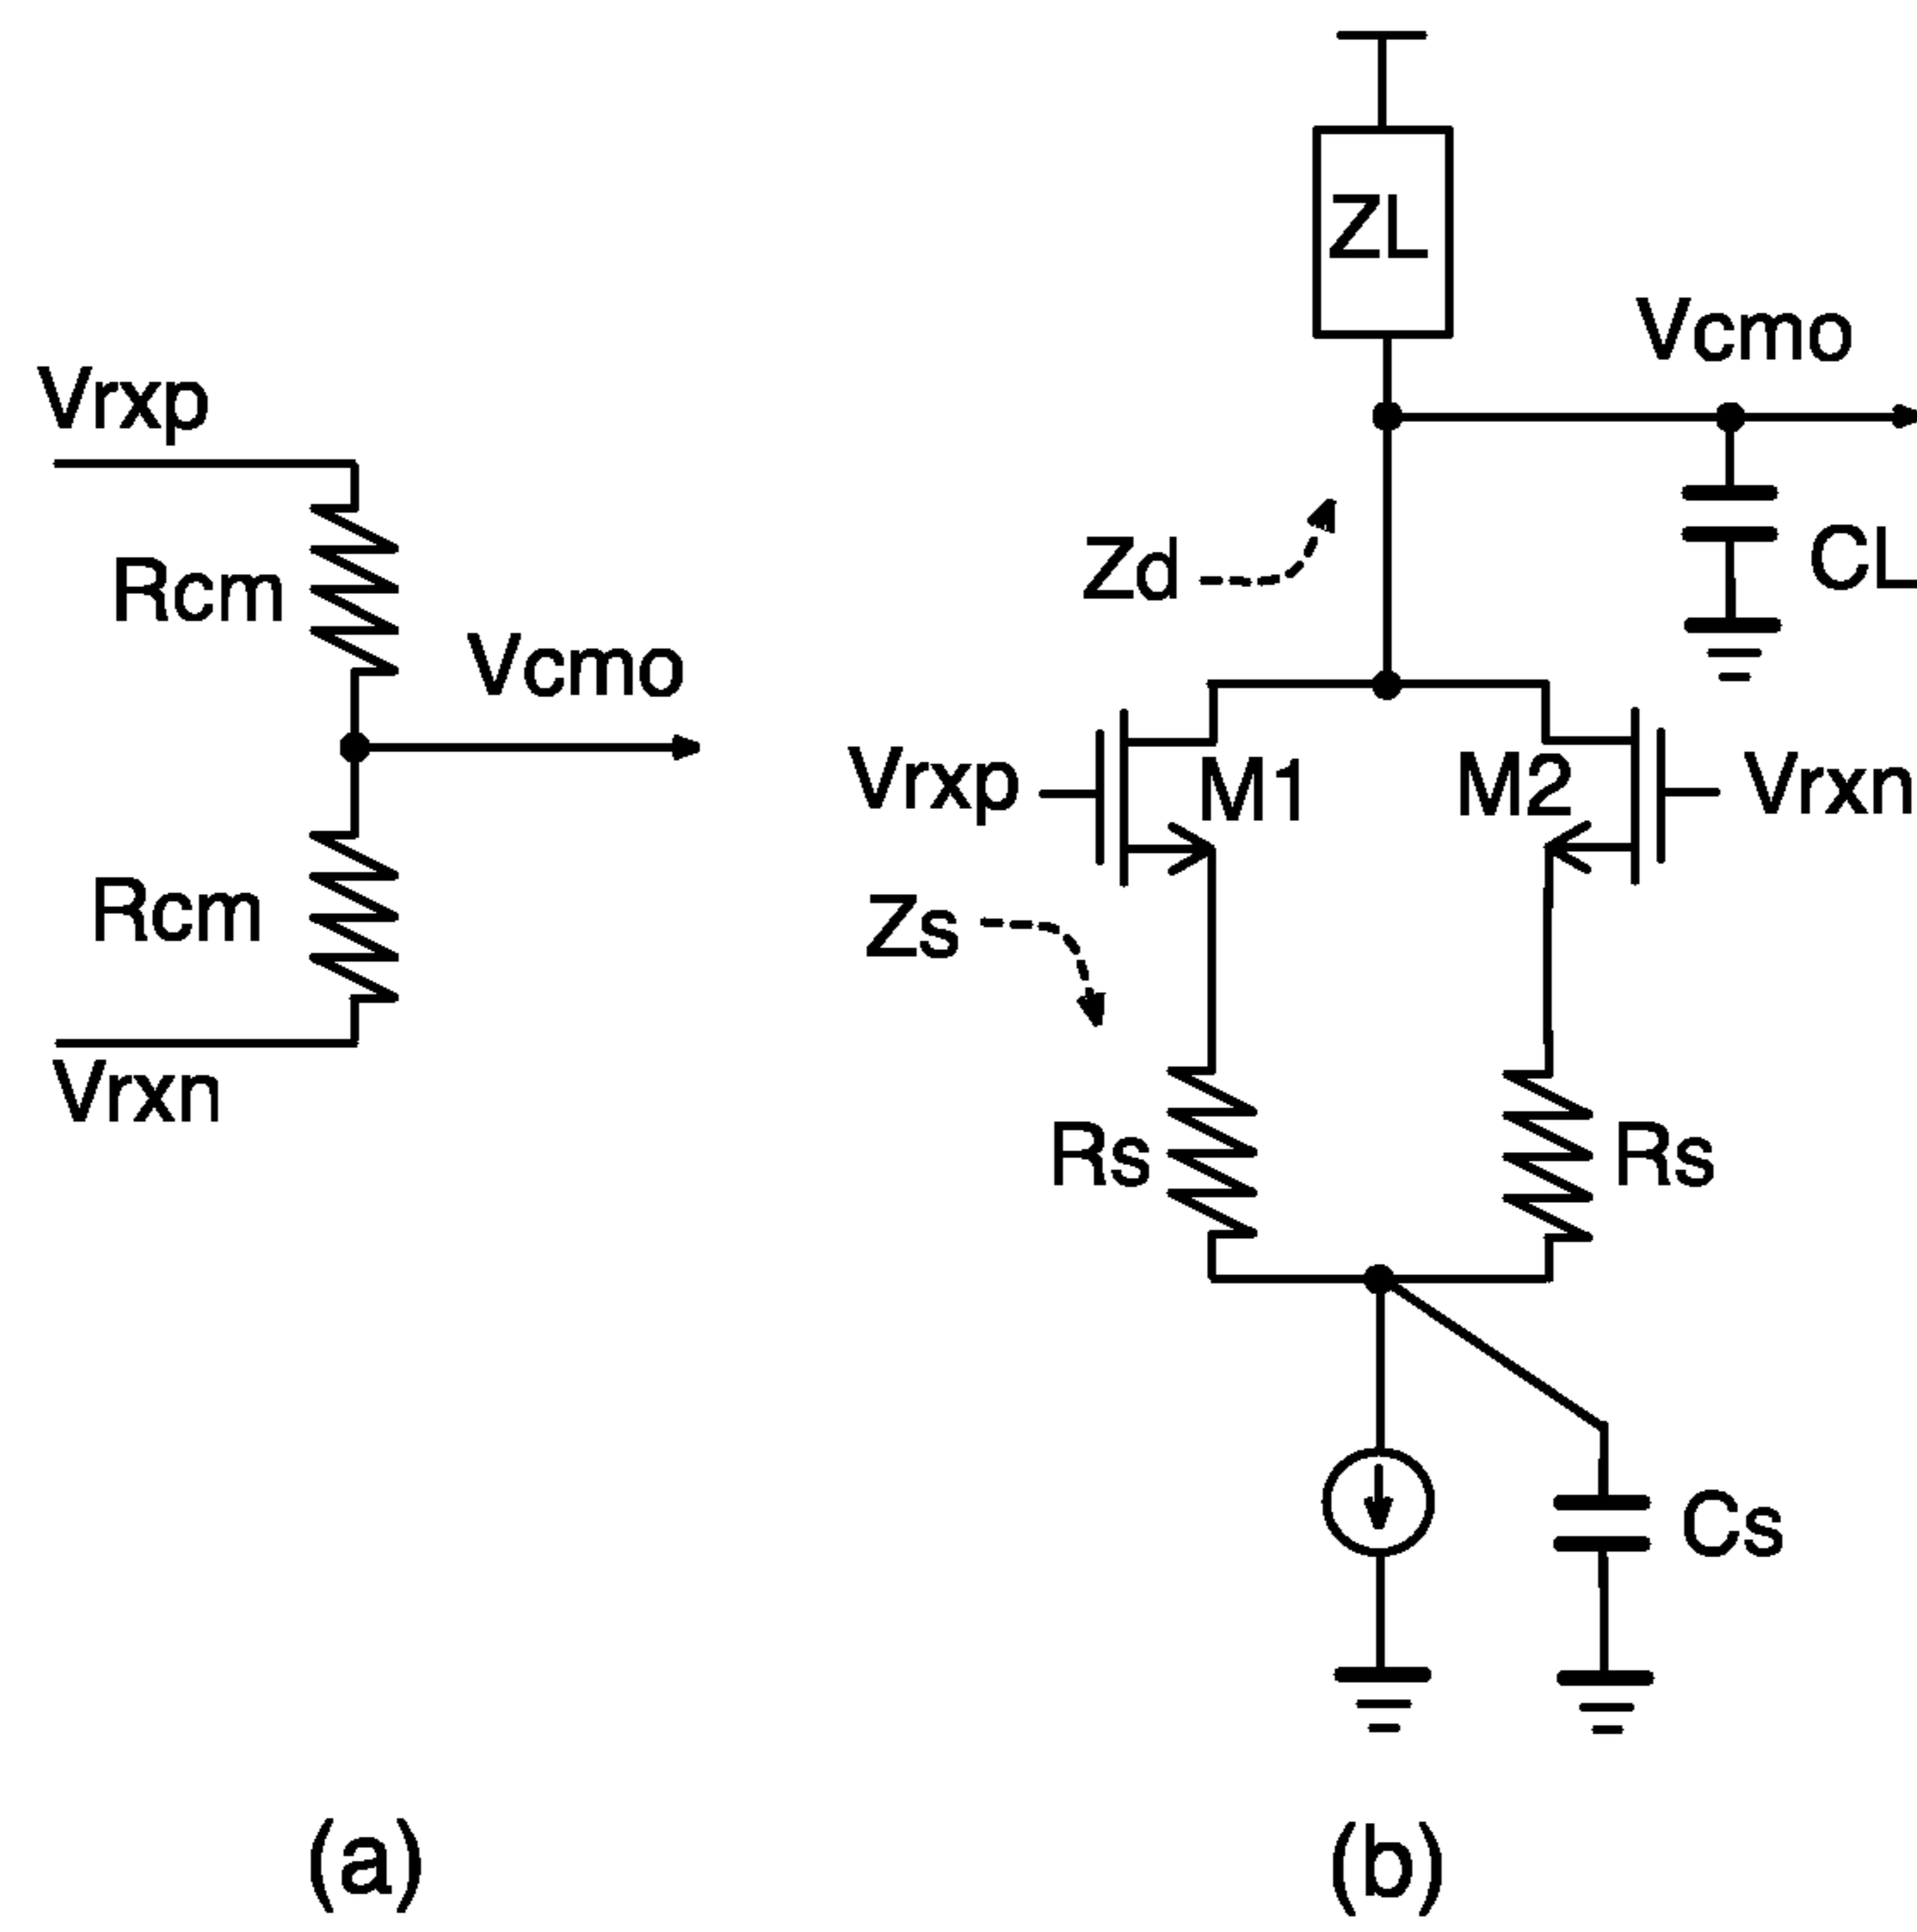 Vrxp
Rcm
Vcmo
Rcm
Vrxn
(a)
ZL
Vcmo
Zd
CL
Vrxp
M1
M2
Vrxn
Zs
Rs
Rs
Cs
(b)